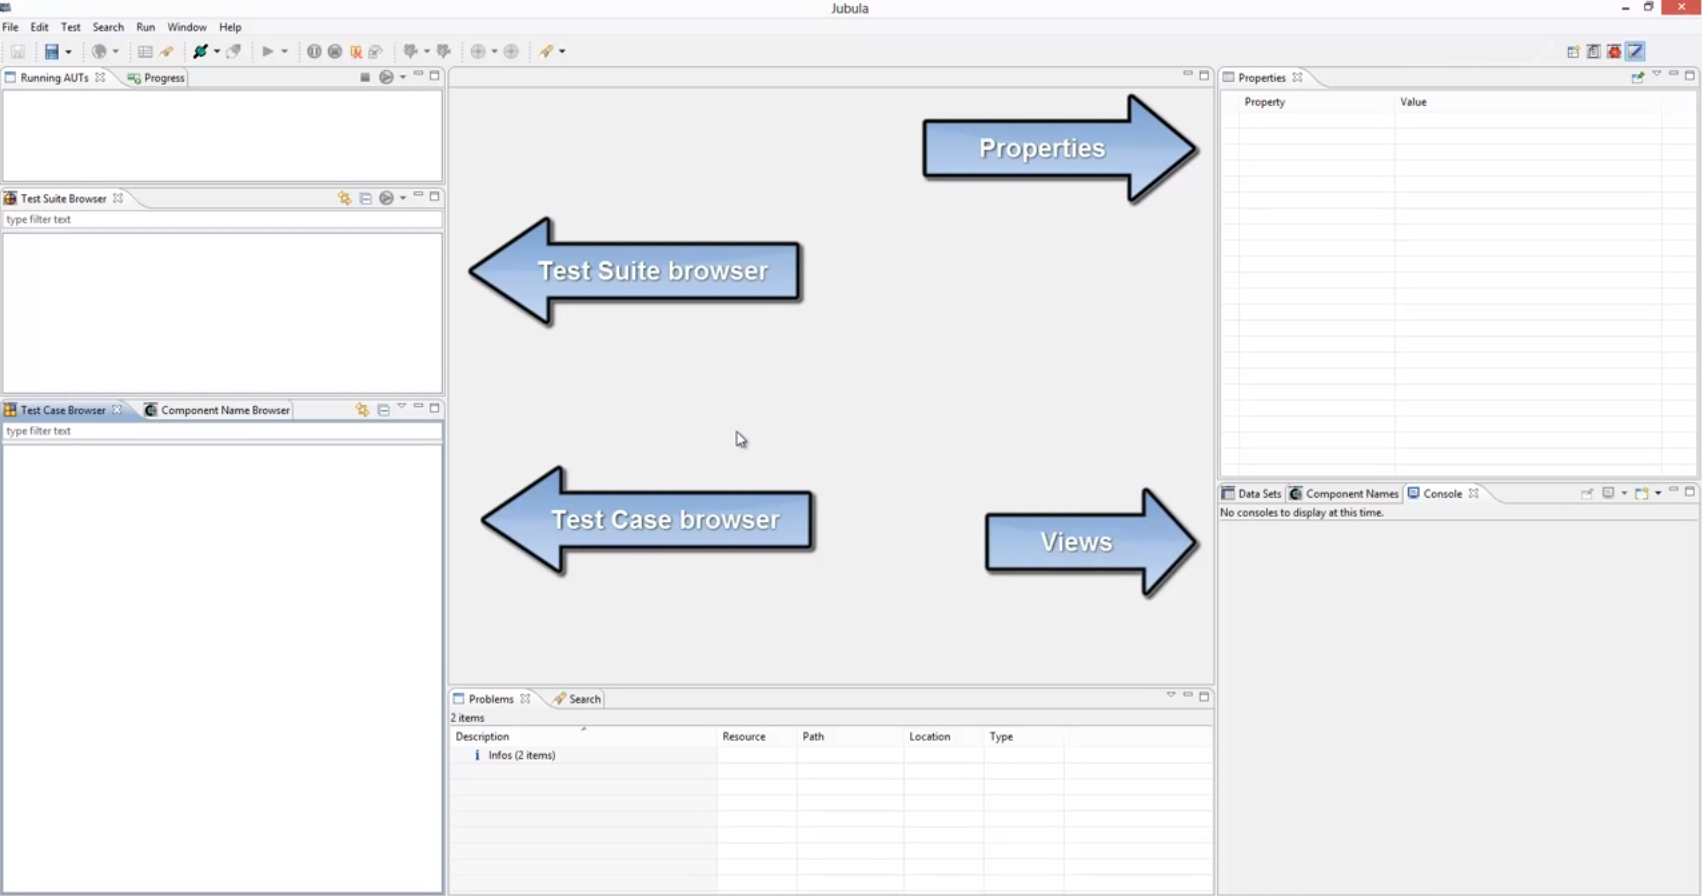 Jubula
File Edit Test Search Run Window Help
Running AUTs
Progress
Test Suite Browser
type filter text
Test Case Browser
Component Name Browser
type filter text
Properties
Test Suite browser
Test Case browser
Views
Problems
Search
2 items
Description Resource Path Location Type
i Infos (2 items)
Properties
Property Value
Data Sets
Component Names
Console
No consoles to display at this time.